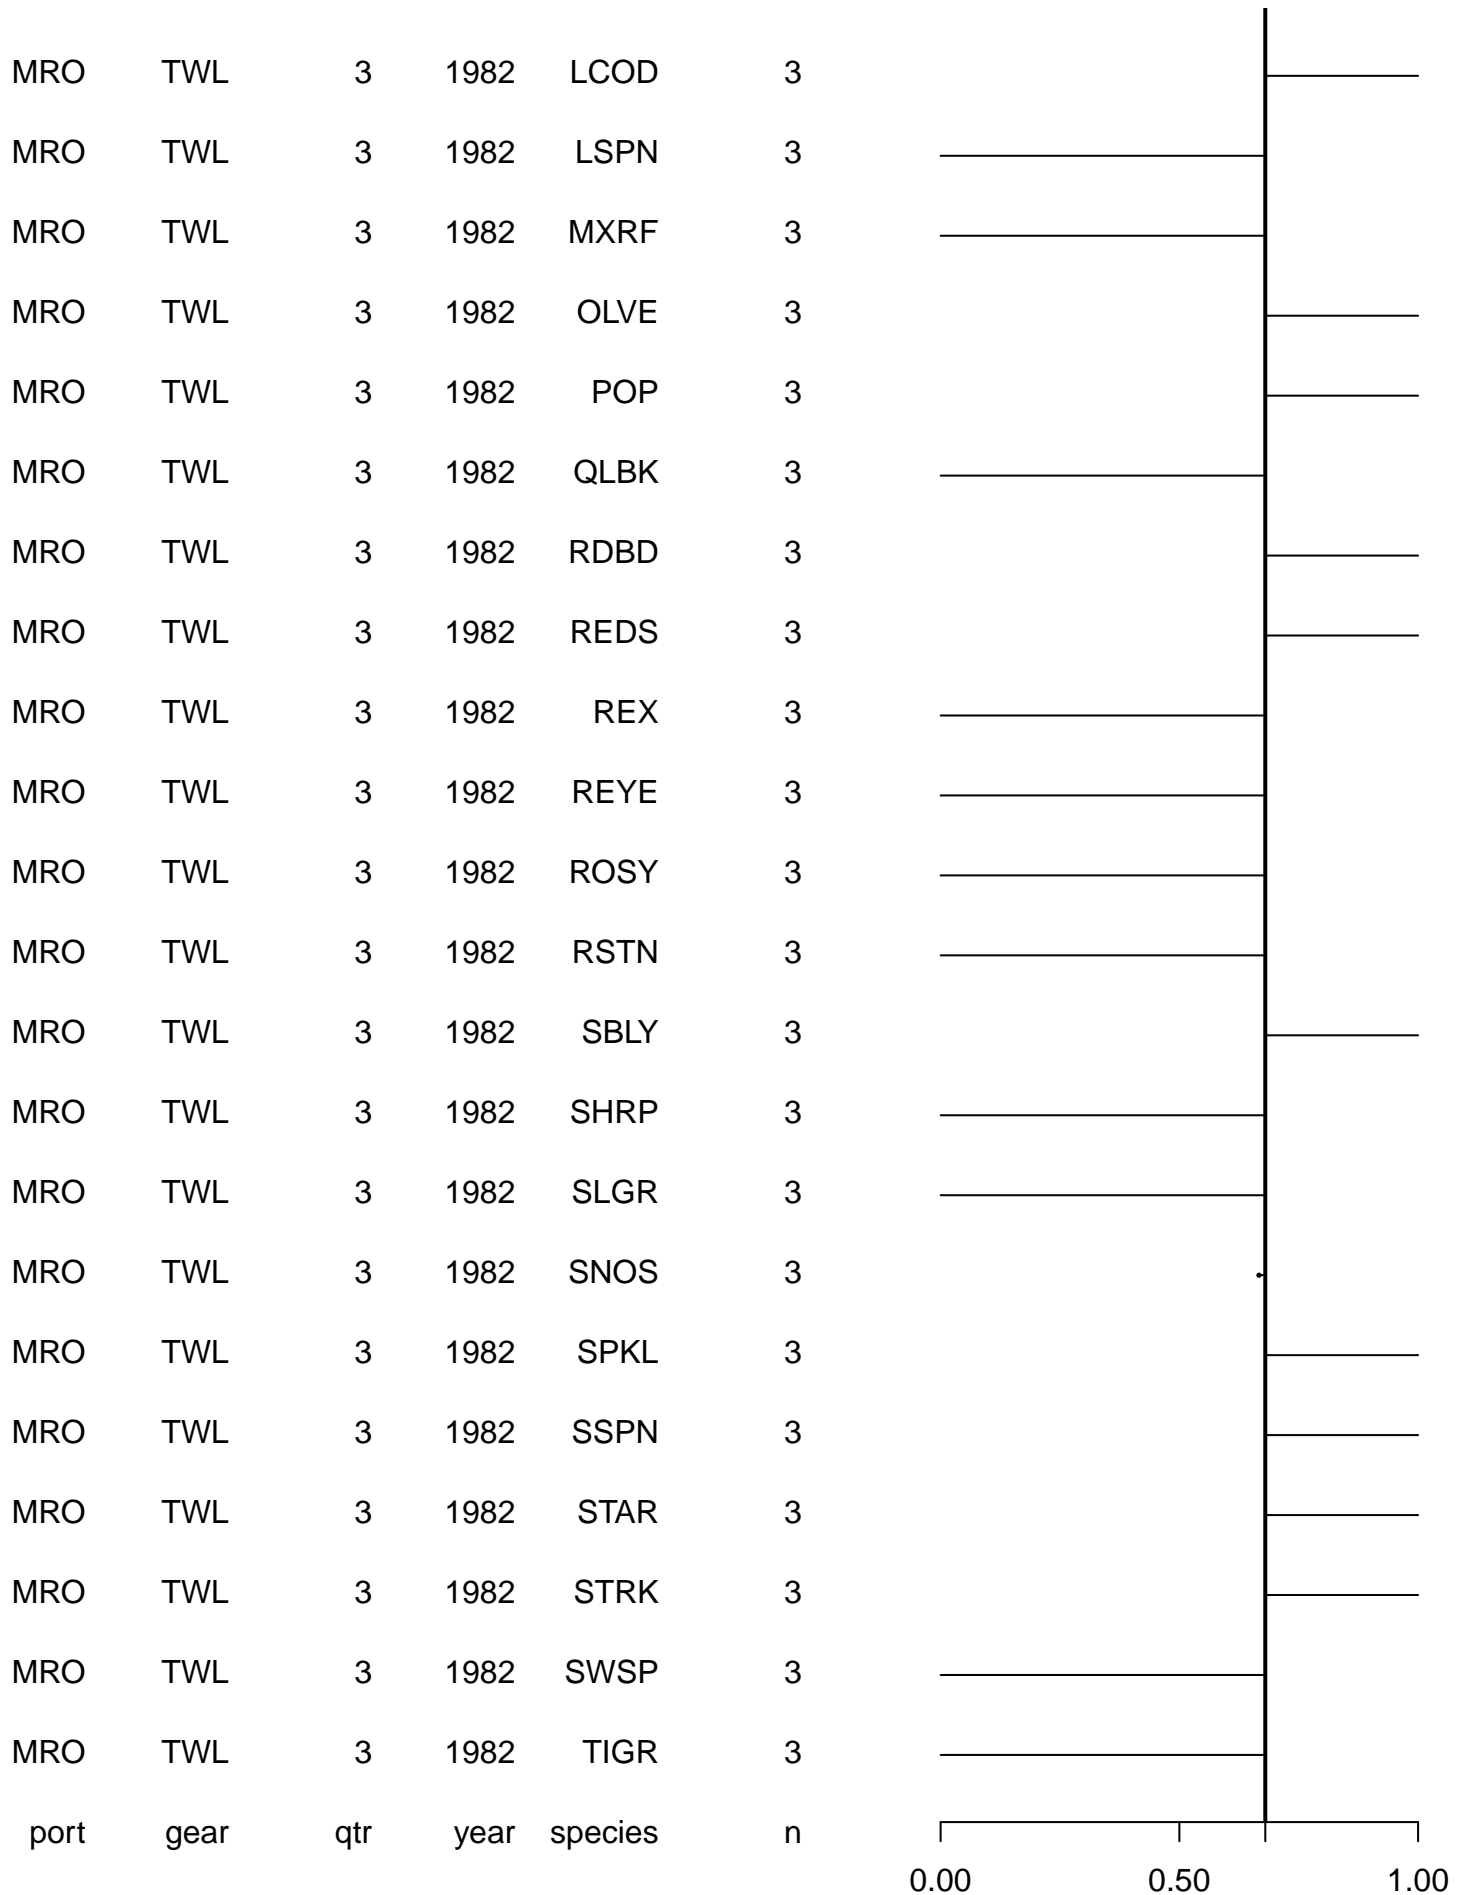 MRO TWL 3 1982 LCOD 3
MRO TWL 3 1982 LSPN 3
MRO TWL 3 1982 MXRF 3
MRO TWL 3 1982 OLVE 3
MRO TWL 3 1982 POP 3
MRO TWL 3 1982 QLBK 3
MRO TWL 3 1982 RDBD 3
MRO TWL 3 1982 REDS 3
MRO TWL 3 1982 REX 3
MRO TWL 3 1982 REYE 3
MRO TWL 3 1982 ROSY 3
MRO TWL 3 1982 RSTN 3
MRO TWL 3 1982 SBLY 3
MRO TWL 3 1982 SHRP 3
MRO TWL 3 1982 SLGR 3
MRO TWL 3 1982 SNOS 3
MRO TWL 3 1982 SPKL 3
MRO TWL 3 1982 SSPN 3
MRO TWL 3 1982 STAR 3
MRO TWL 3 1982 STRK 3
MRO TWL 3 1982 SWSP 3
MRO TWL 3 1982 TIGR 3
port gear qtr year species n
0.00 0.50 1.00